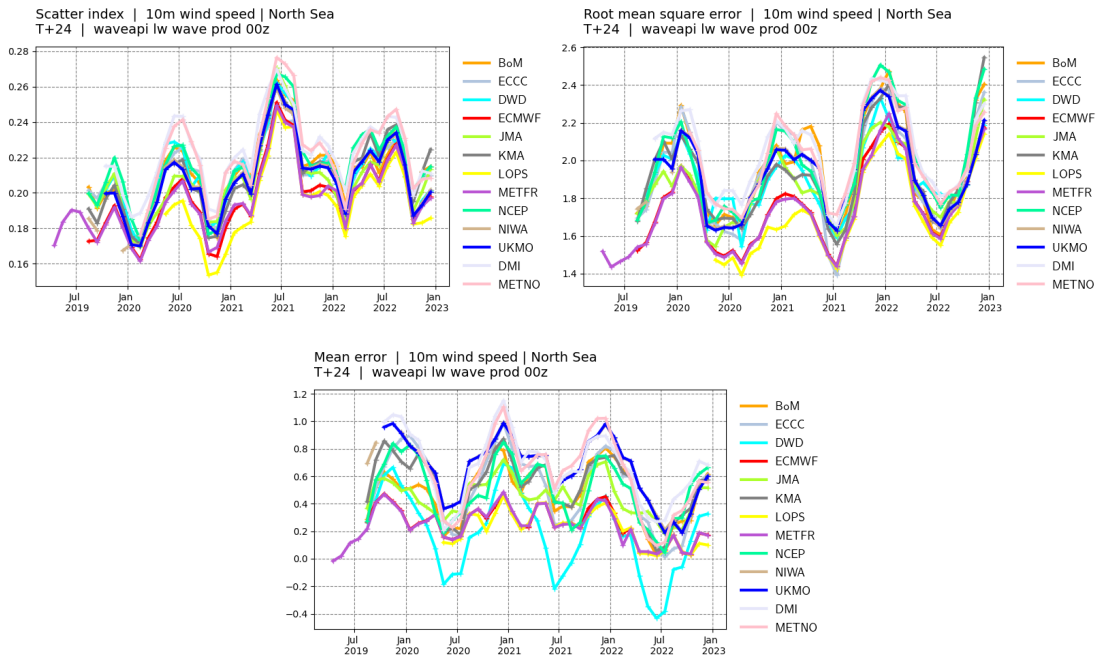 Scatter index | 10m wind speed | North Sea
T+24 | waveapi lw wave prod 00z
0.28
0.26
0.24
0.22
0.20
0.18
0.16
Jul 2019
Jan 2020
Jul 2020
Jan 2021
Jul 2021
Jan 2022
Jul 2022
Jan 2023
BoM
ECCC
DWD
ECMWF
JMA
KMA
LOPS
METFR
NCEP
NIWA
UKMO
DMI
METNO
Root mean square error | 10m wind speed | North Sea
T+24 | waveapi lw wave prod 00z
2.6
2.4
2.2
2.0
1.8
1.6
1.4
Jul 2019
Jan 2020
Jul 2020
Jan 2021
Jul 2021
Jan 2022
Jul 2022
Jan 2023
BoM
ECCC
DWD
ECMWF
JMA
KMA
LOPS
METFR
NCEP
NIWA
UKMO
DMI
METNO
Mean error | 10m wind speed | North Sea
T+24 | waveapi lw wave prod 00z
1.2
1.0
0.8
0.6
0.4
0.2
0.0
−0.2
−0.4
Jul 2019
Jan 2020
Jul 2020
Jan 2021
Jul 2021
Jan 2022
Jul 2022
Jan 2023
BoM
ECCC
DWD
ECMWF
JMA
KMA
LOPS
METFR
NCEP
NIWA
UKMO
DMI
METNO